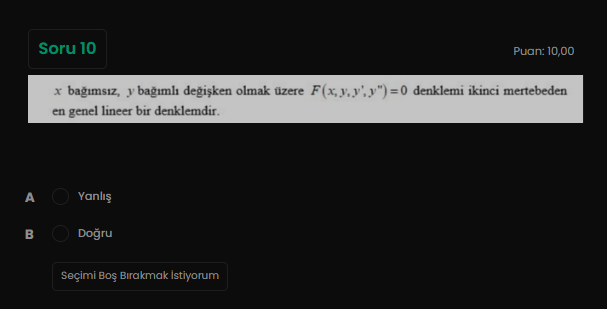 Soru 10
Puan: 10,00
x bağımsız, y bağımlı değişken olmak üzere F(x, y, y', y")=0 denklemi ikinci mertebeden
en genel lineer bir denklemdir.
A Yanlış
B Doğru
Seçimi Boş Bırakmak İstiyorum